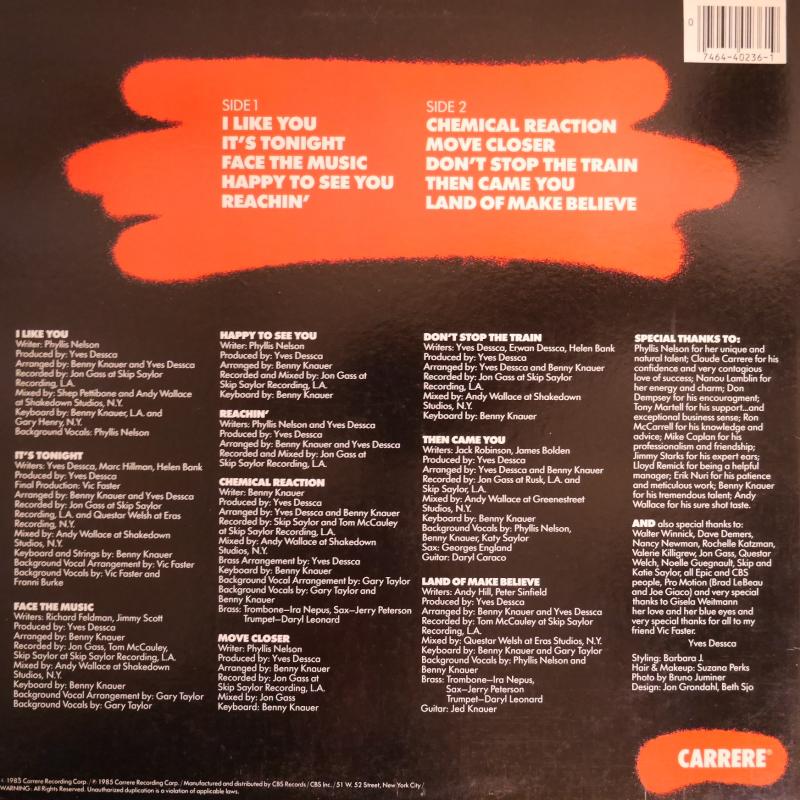 0
7464-40236-1
SIDE 1
I LIKE YOU
IT'S TONIGHT
FACE THE MUSIC
HAPPY TO SEE YOU
REACHIN'
SIDE 2
CHEMICAL REACTION
MOVE CLOSER
DON'T STOP THE TRAIN
THEN CAME YOU
LAND OF MAKE BELIEVE
I LIKE YOU
Writer: Phyllis Nelson
Produced by: Yves Dessca
Arranged by: Benny Knauer and Yves Dessca
Recorded by: Jon Gass at Skip Saylor
Recording, L.A.
Mixed by: Shep Pettibone and Andy Wallace
at Shakedown Studios, N.Y.
Keyboard by: Benny Knauer, L.A. and
Gary Henry, N.Y.
Background Vocals: Phyllis Nelson
IT'S TONIGHT
Writers: Yves Dessca, Marc Hillman, Helen Bank
Produced by: Yves Dessca
Final Production: Vic Faster
Arranged by: Benny Knauer and Yves Dessca
Recorded by: Jon Gass at Skip Saylor
Recording, L.A. and Questar Welsh at Eras
Recording, N.Y.
Mixed by: Andy Wallace at Shakedown
Studios, N.Y.
Keyboard and Strings by: Benny Knauer
Background Vocal Arrangement by: Vic Faster
Background Vocals by: Vic Faster and
Franni Burke
FACE THE MUSIC
Writers: Richard Feldman, Jimmy Scott
Produced by: Yves Dessca
Arranged by: Benny Knauer
Recorded by: Jon Gass, Tom McCauley,
Skip Saylor at Skip Saylor Recording, L.A.
Mixed by: Andy Wallace at Shakedown
Studios, N.Y.
Keyboard by: Benny Knauer
Background Vocal Arrangement by: Gary Taylor
Background Vocals by: Gary Taylor
HAPPY TO SEE YOU
Writer: Phyllis Nelson
Produced by: Yves Dessca
Arranged by: Benny Knauer
Recorded and Mixed by: Jon Gass at
Skip Saylor Recording, L.A.
Keyboard by: Benny Knauer
REACHIN'
Writers: Phyllis Nelson and Yves Dessca
Produced by: Yves Dessca
Arranged by: Benny Knauer and Yves Dessca
Recorded and Mixed by: Jon Gass at
Skip Saylor Recording, L.A.
CHEMICAL REACTION
Writer: Benny Knauer
Produced by: Yves Dessca
Arranged by: Yves Dessca and Benny Knauer
Recorded by: Skip Saylor and Tom McCauley
at Skip Saylor Recording, L.A.
Mixed by: Andy Wallace at Shakedown
Studios, N.Y.
Brass Arrangement by: Yves Dessca
Keyboard by: Benny Knauer
Background Vocal Arrangement by: Gary Taylor
Background Vocals by: Gary Taylor and
Benny Knauer
Brass: Trombone—Ira Nepus, Sax—Jerry Peterson
Trumpet—Daryl Leonard
MOVE CLOSER
Writer: Phyllis Nelson
Produced by: Yves Dessca
Arranged by: Benny Knauer
Recorded by: Jon Gass at
Skip Saylor Recording, L.A.
Mixed by: Jon Gass
Keyboard: Benny Knauer
DON'T STOP THE TRAIN
Writers: Yves Dessca, Erwan Dessca, Helen Bank
Produced by: Yves Dessca
Arranged by: Yves Dessca and Benny Knauer
Recorded by: Jon Gass at Skip Saylor
Recording, L.A.
Mixed by: Andy Wallace at Shakedown
Studios, N.Y.
Keyboard by: Benny Knauer
THEN CAME YOU
Writers: Jack Robinson, James Bolden
Produced by: Yves Dessca
Arranged by: Yves Dessca and Benny Knauer
Recorded by: Jon Gass at Rusk, L.A. and
Skip Saylor, L.A.
Mixed by: Andy Wallace at Greenestreet
Studios, N.Y.
Keyboard by: Benny Knauer
Background Vocals by: Phyllis Nelson,
Benny Knauer, Katy Saylor
Sax: Georges England
Guitar: Daryl Caraco
LAND OF MAKE BELIEVE
Writers: Andy Hill, Peter Sinfield
Produced by: Yves Dessca
Arranged by: Benny Knauer and Yves Dessca
Recorded by: Tom McCauley at Skip Saylor
Recording, L.A.
Mixed by: Questar Welsh at Eras Studios, N.Y.
Keyboard by: Benny Knauer and Gary Taylor
Background Vocals by: Phyllis Nelson and
Benny Knauer
Brass: Trombone—Ira Nepus,
Sax—Jerry Peterson
Trumpet—Daryl Leonard
Guitar: Jed Knauer
SPECIAL THANKS TO:
Phyllis Nelson for her unique and
natural talent; Claude Carrere for his
confidence and very contagious
love of success; Nanou Lamblin for
her energy and charm; Don
Dempsey for his encouragment;
Tony Martell for his support...and
exceptional business sense; Ron
McCarrell for his knowledge and
advice; Mike Caplan for his
professionalism and friendship;
Jimmy Starks for his expert ears;
Lloyd Remick for being a helpful
manager; Erik Nuri for his patience
and meticulous work; Benny Knauer
for his tremendous talent; Andy
Wallace for his sure shot taste.
AND also special thanks to:
Walter Winnick, Dave Demers,
Nancy Newman, Rochelle Katzman,
Valerie Killigrew, Jon Gass, Questar
Welch, Noelle Guegnault, Skip and
Katie Saylor, all Epic and CBS
people, Pro Motion (Brad LeBeau
and Joe Giaco) and very special
thanks to Gisela Weitmann
her love and her blue eyes and
very special thanks for all to my
friend Vic Faster.
Yves Dessca
Styling: Barbara J.
Hair & Makeup: Suzana Perks
Photo by: Bruno Juminer
Design: Jon Grondahl, Beth Sjo
CARRERE®
© 1985 Carrere Recording Corp. / ℗ 1985 Carrere Recording Corp. / Manufactured and distributed by CBS Records / CBS Inc. / 51 W. 52 Street, New York City /
WARNING: All Rights Reserved. Unauthorized duplication is a violation of applicable laws.